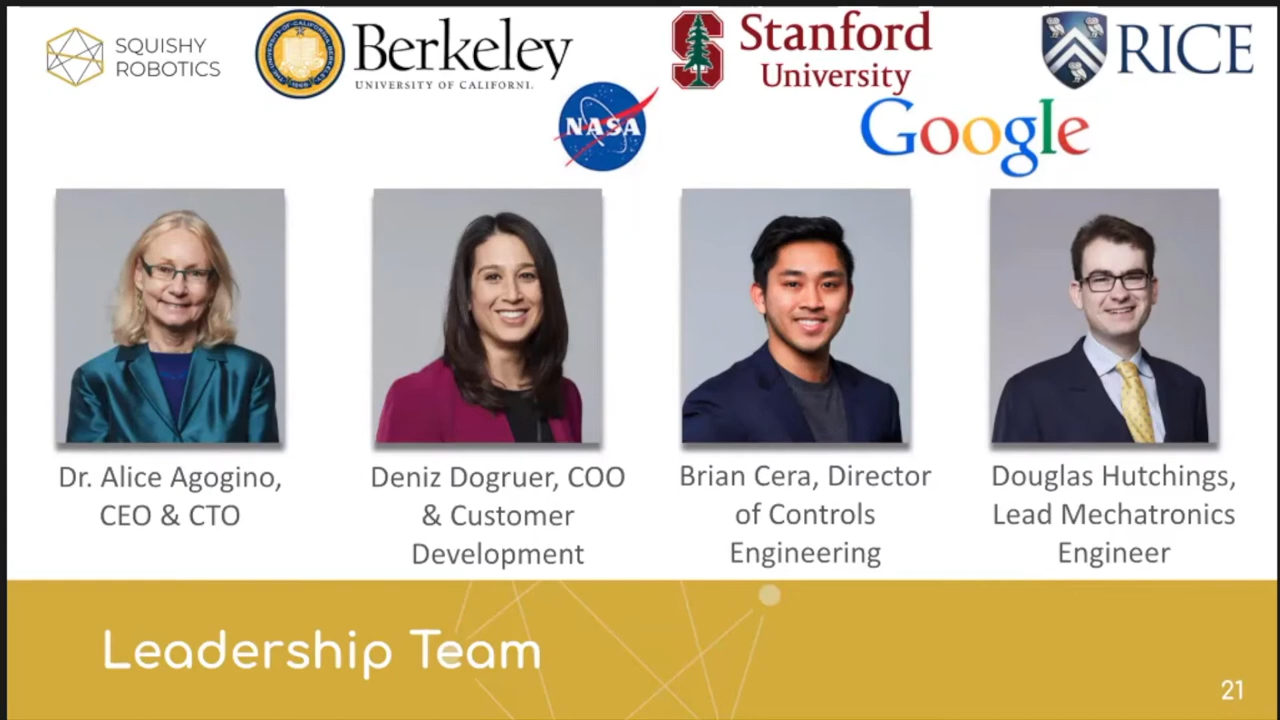 SQUISHY
ROBOTICS
Berkeley
UNIVERSITY OF CALIFORNI.
Stanford
University
RICE
NASA
Google
Dr. Alice Agogino,
CEO & CTO
Deniz Dogruer, COO
& Customer
Development
Brian Cera, Director
of Controls
Engineering
Douglas Hutchings,
Lead Mechatronics
Engineer
Leadership Team
21